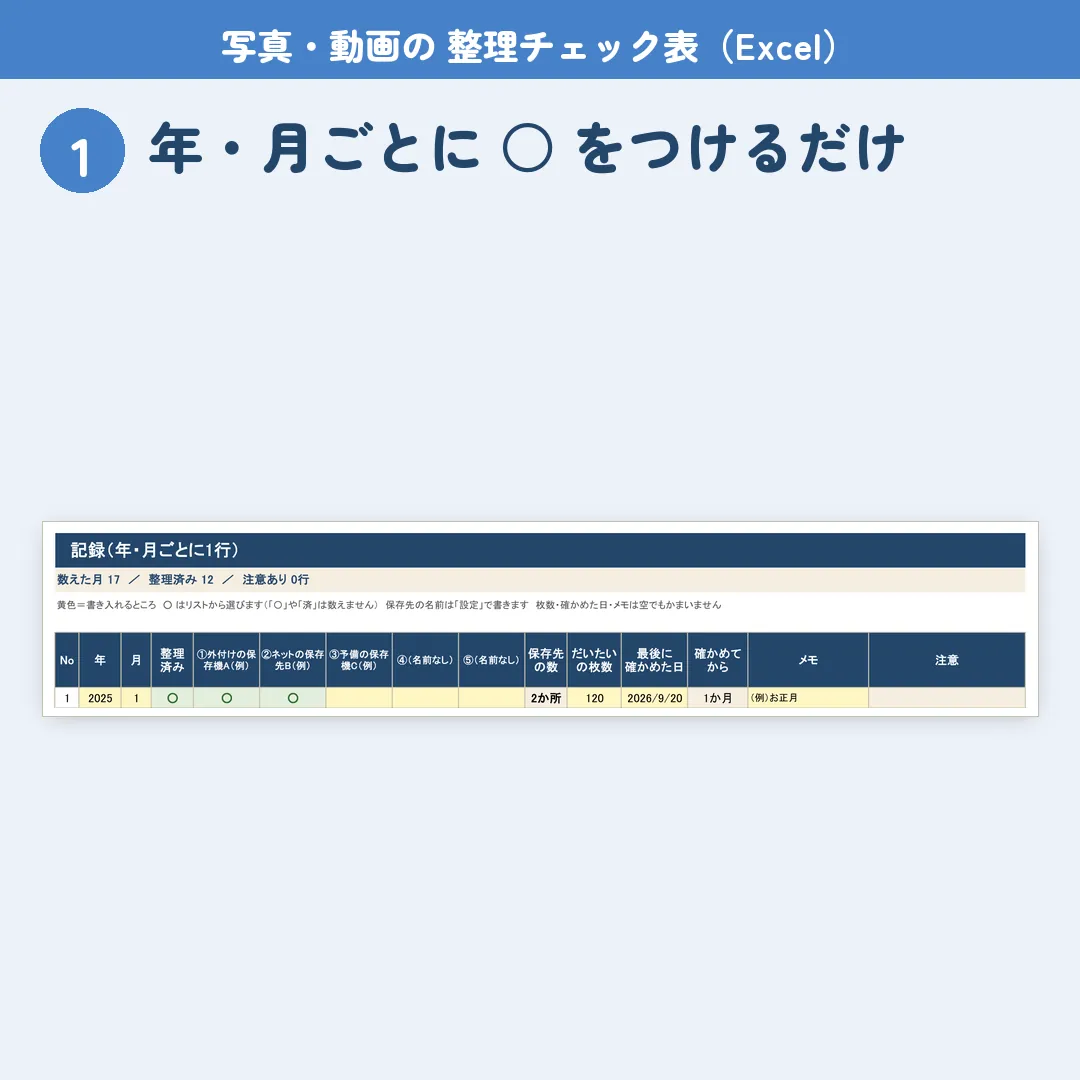 写真・動画の 整理チェック表（Excel）
1 年・月ごとに ○ をつけるだけ
記録（年・月ごとに1行）
数えた月 17 ／ 整理済み 12 ／ 注意あり 0行
黄色＝書き入れるところ ○ はリストから選びます（「〇」や「済」は数えません） 保存先の名前は「設定」で書きます 枚数・確かめた日・メモは空でもかまいません
No 年 月 整理済み ①外付けの保存機A（例） ②ネットの保存先B（例） ③予備の保存機C（例） ④（名前なし） ⑤（名前なし） 保存先の数 だいたいの枚数 最後に確かめた日 確かめてから メモ 注意
1 2025 1 ○ ○ ○ 2か所 120 2026/9/20 1か月 （例）お正月